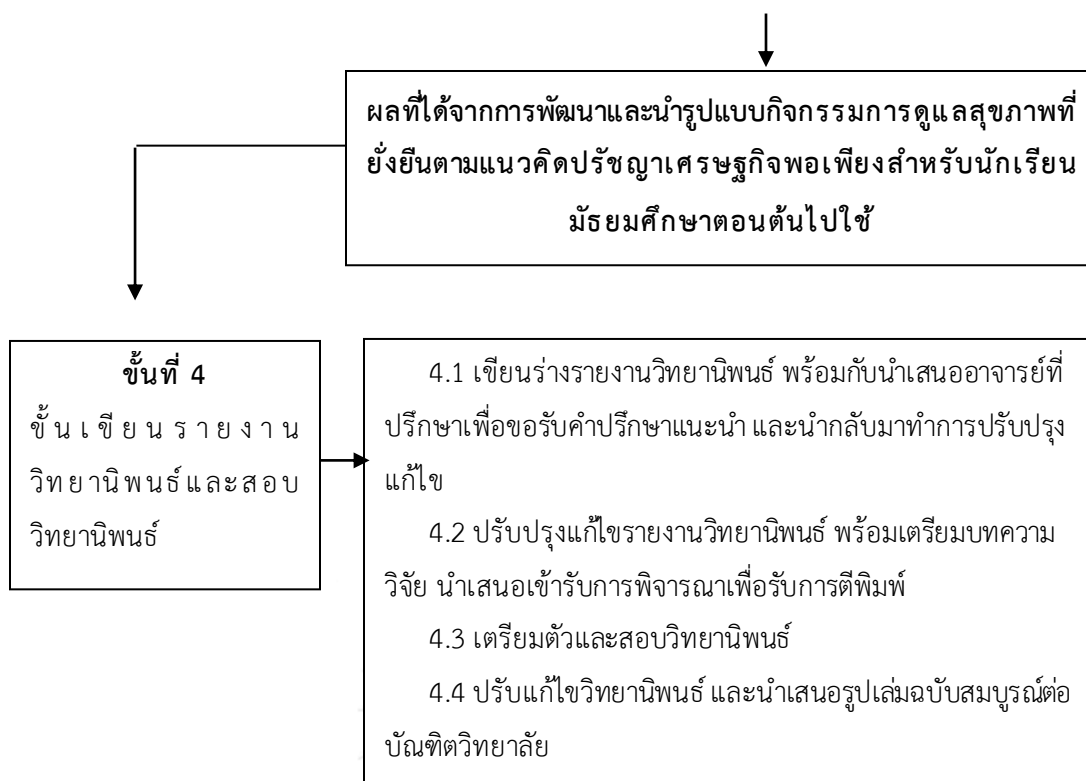 ผลที่ได้จากการพัฒนาและนำรูปแบบกิจกรรมการดูแลสุขภาพที่
ยั่งยืนตามแนวคิดปรัชญาเศรษฐกิจพอเพียงสำหรับนักเรียน
มัธยมศึกษาตอนต้นไปใช้
ขั้นที่ 4
ขั้นเขียนรายงาน
วิทยานิพนธ์และสอบ
วิทยานิพนธ์
4.1 เขียนร่างรายงานวิทยานิพนธ์ พร้อมกับนำเสนออาจารย์ที่
ปรึกษาเพื่อขอรับคำปรึกษาแนะนำ และนำกลับมาทำการปรับปรุง
แก้ไข
4.2 ปรับปรุงแก้ไขรายงานวิทยานิพนธ์ พร้อมเตรียมบทความ
วิจัย นำเสนอเข้ารับการพิจารณาเพื่อรับการตีพิมพ์
4.3 เตรียมตัวและสอบวิทยานิพนธ์
4.4 ปรับแก้ไขวิทยานิพนธ์ และนำเสนอรูปเล่มฉบับสมบูรณ์ต่อ
บัณฑิตวิทยาลัย